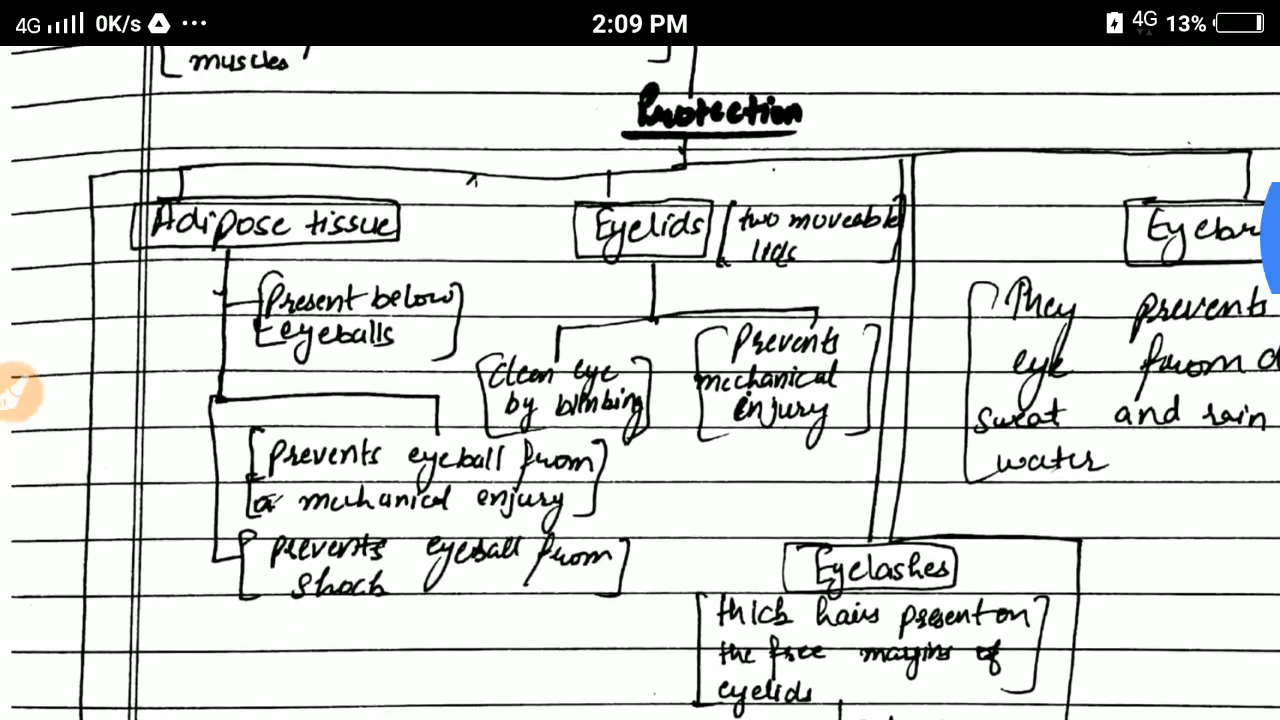 4G 0K/s ... 2:09 PM 4G 13%
muscles
Protection
Adipose tissue
Present below
eyeballs
Prevents eyeball from
mechanical enjury
prevents eyeball from
shock
Eyelids
two moveable
lids
Clean eye
by blinking
Prevents
mechanical
injury
Eyebr
They prevents
eye from d
sweat and rain
water
Eyelashes
thick hairs present on
the free margins of
eyelids